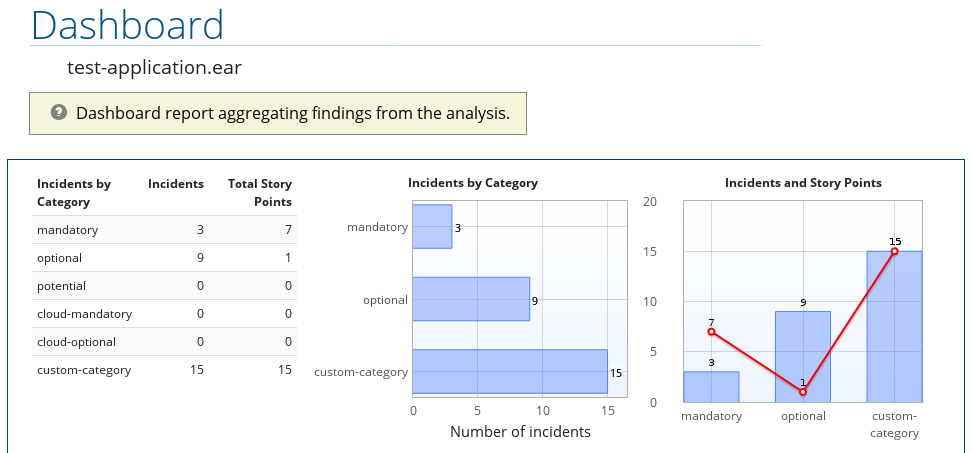 Dashboard
test-application.ear
? Dashboard report aggregating findings from the analysis.
Incidents by Category Incidents Total Story Points
mandatory 3 7
optional 9 1
potential 0 0
cloud-mandatory 0 0
cloud-optional 0 0
custom-category 15 15
Incidents by Category
mandatory 3
optional 9
custom-category 15
0 5 10 15
Number of incidents
Incidents and Story Points
20
15
10
5
0
15
9
7
3
1
mandatory optional custom-
category